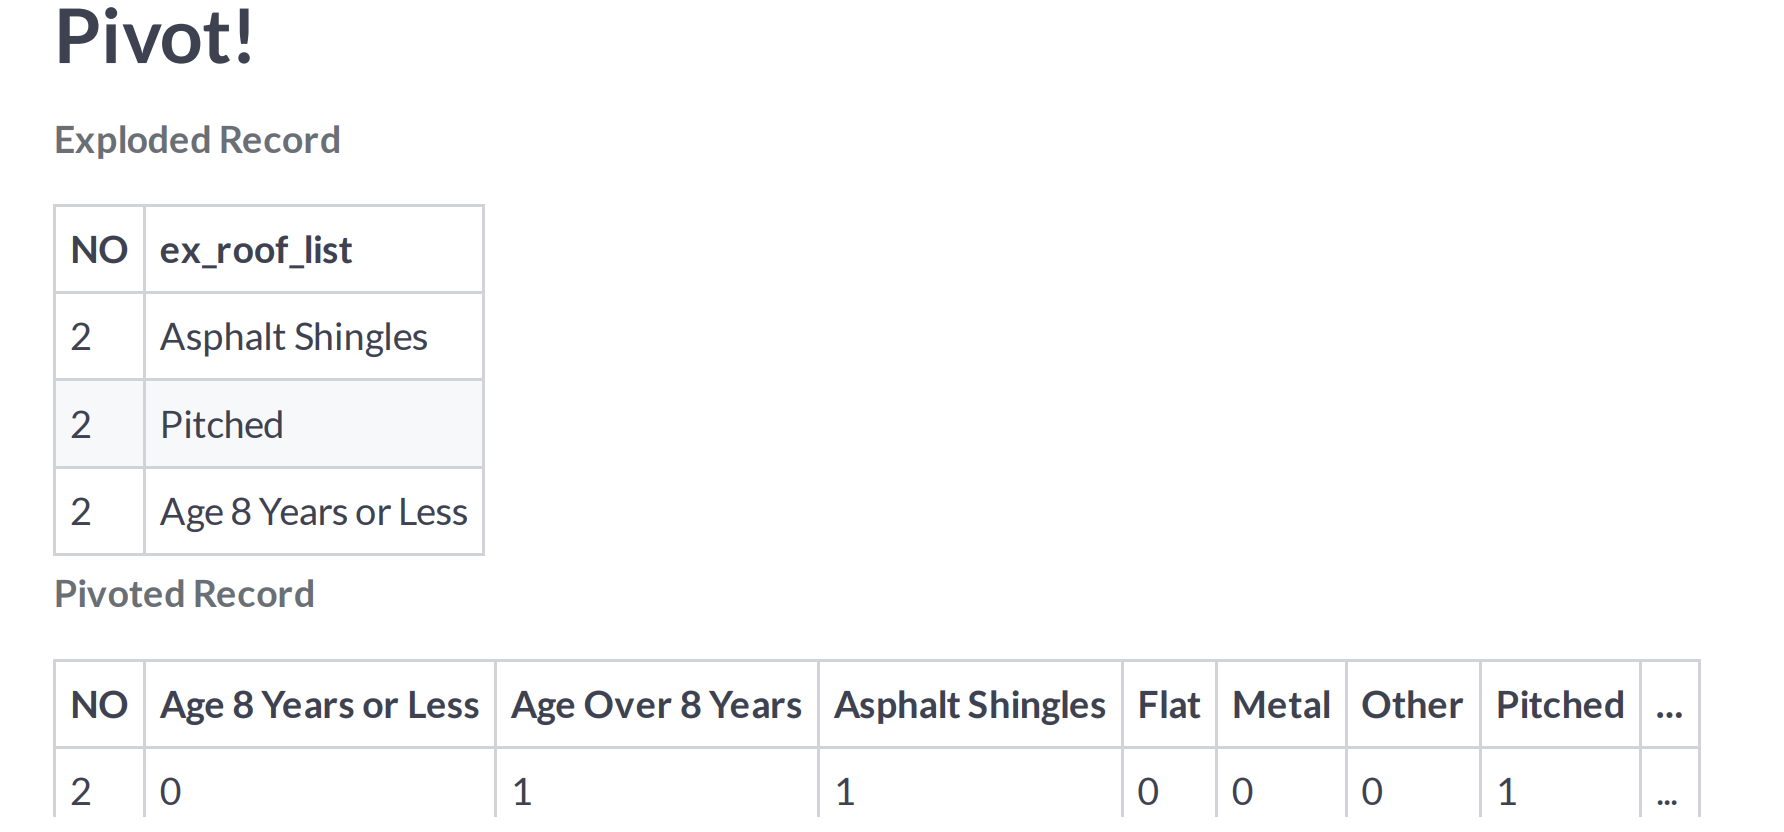 Pivot!
Exploded Record
NO ex_roof_list
2 Asphalt Shingles
2 Pitched
2 Age 8 Years or Less
Pivoted Record
NO Age 8 Years or Less Age Over 8 Years Asphalt Shingles Flat Metal Other Pitched ...
2 0 1 1 0 0 0 1 ...